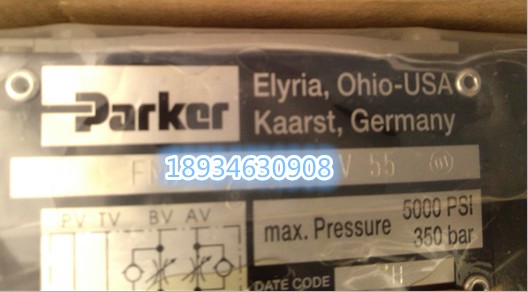 Parker
Elyria, Ohio-USA
Kaarst, Germany
18934630908
V 55
PV TV BV AV
max. Pressure
5000 PSI
350 bar
DATE CODE